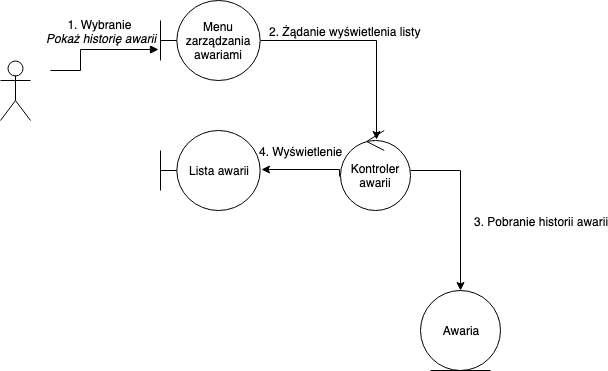 1. Wybranie
Pokaż historię awarii
Menu
zarządzania
awariami
2. Żądanie wyświetlenia listy
Lista awarii
4. Wyświetlenie
Kontroler
awarii
3. Pobranie historii awarii
Awaria